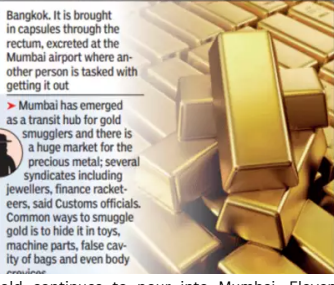 Bangkok. It is brought
in capsules through the
rectum, excreted at the
Mumbai airport where an-
other person is tasked with
getting it out
➤ Mumbai has emerged
as a transit hub for gold
smugglers and there is
a huge market for the
precious metal; several
syndicates including
jewellers, finance racket-
eers, said Customs officials.
Common ways to smuggle
gold is to hide it in toys,
machine parts, false cav-
ity of bags and even body
crevices
old continues to pour into Mumbai. Eleven